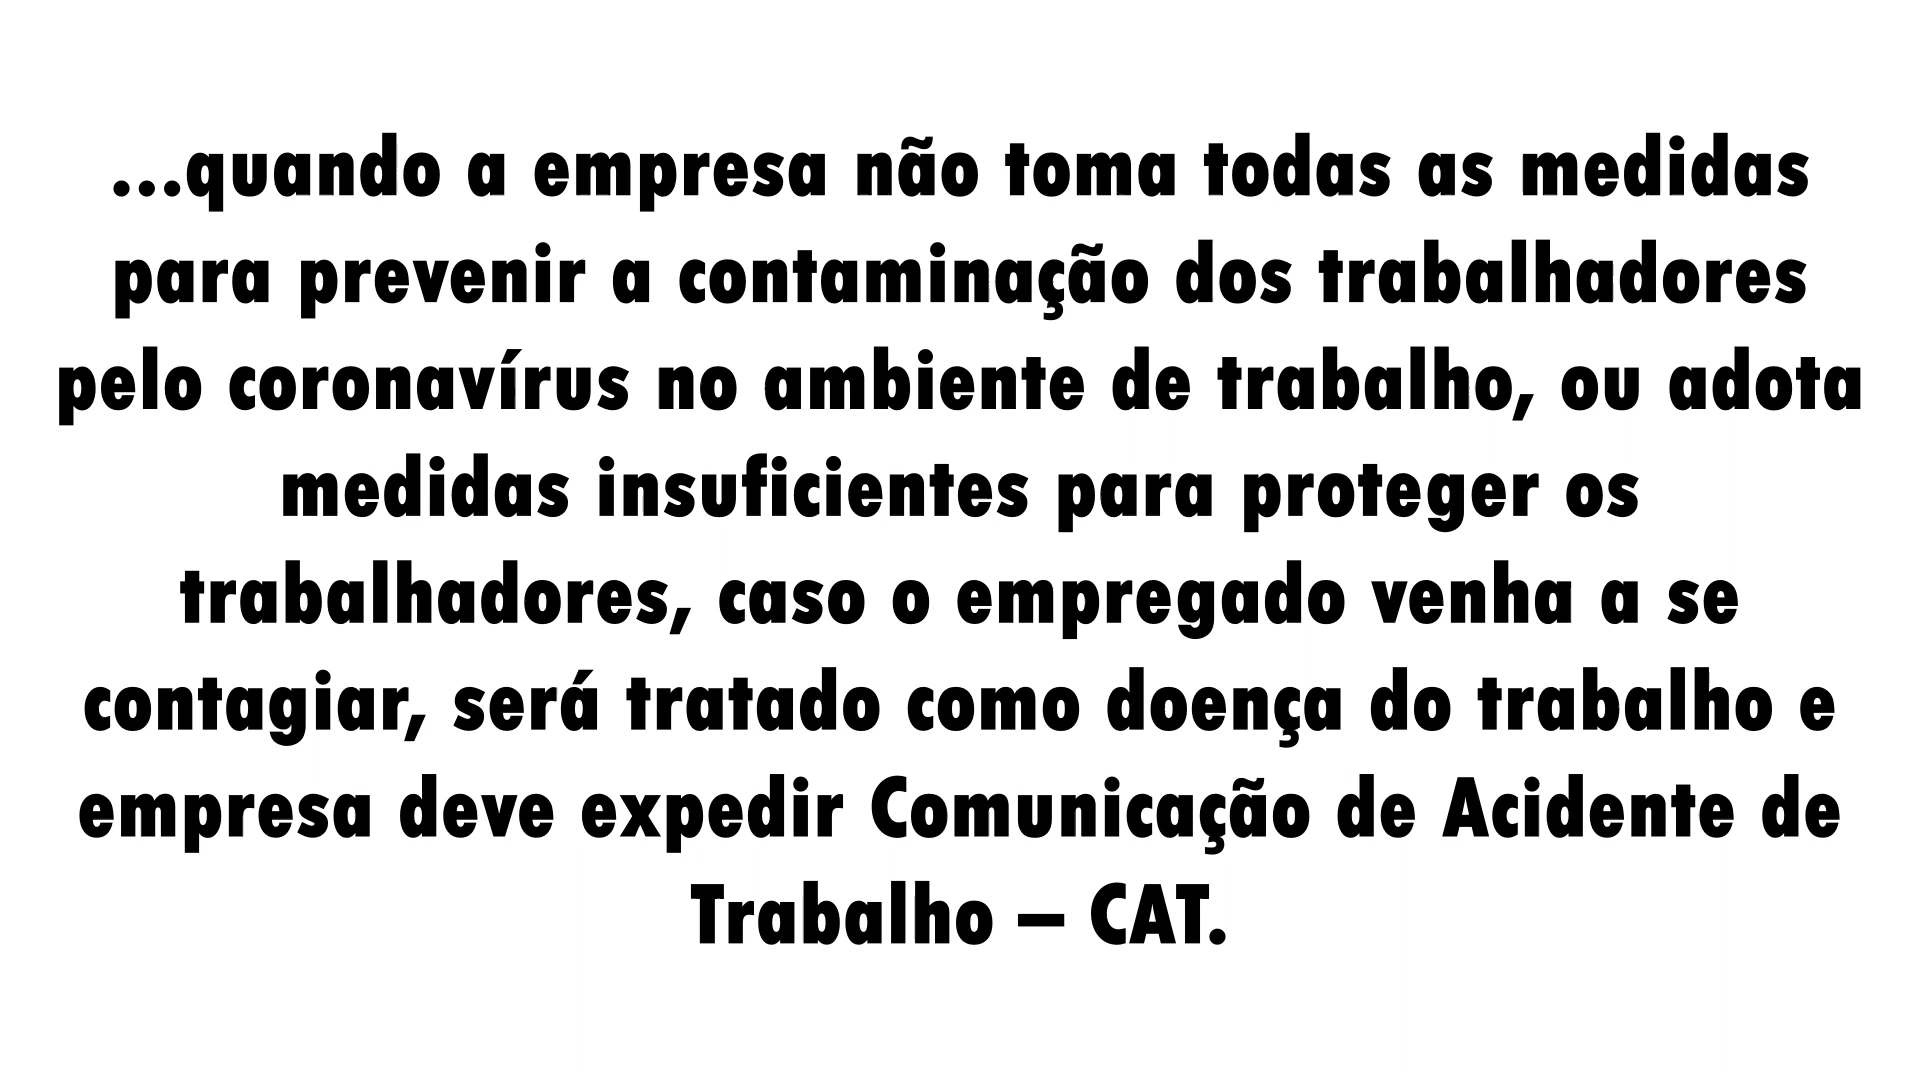 ...quando a empresa não toma todas as medidas
para prevenir a contaminação dos trabalhadores
pelo coronavírus no ambiente de trabalho, ou adota
medidas insuficientes para proteger os
trabalhadores, caso o empregado venha a se
contagiar, será tratado como doença do trabalho e
empresa deve expedir Comunicação de Acidente de
Trabalho – CAT.